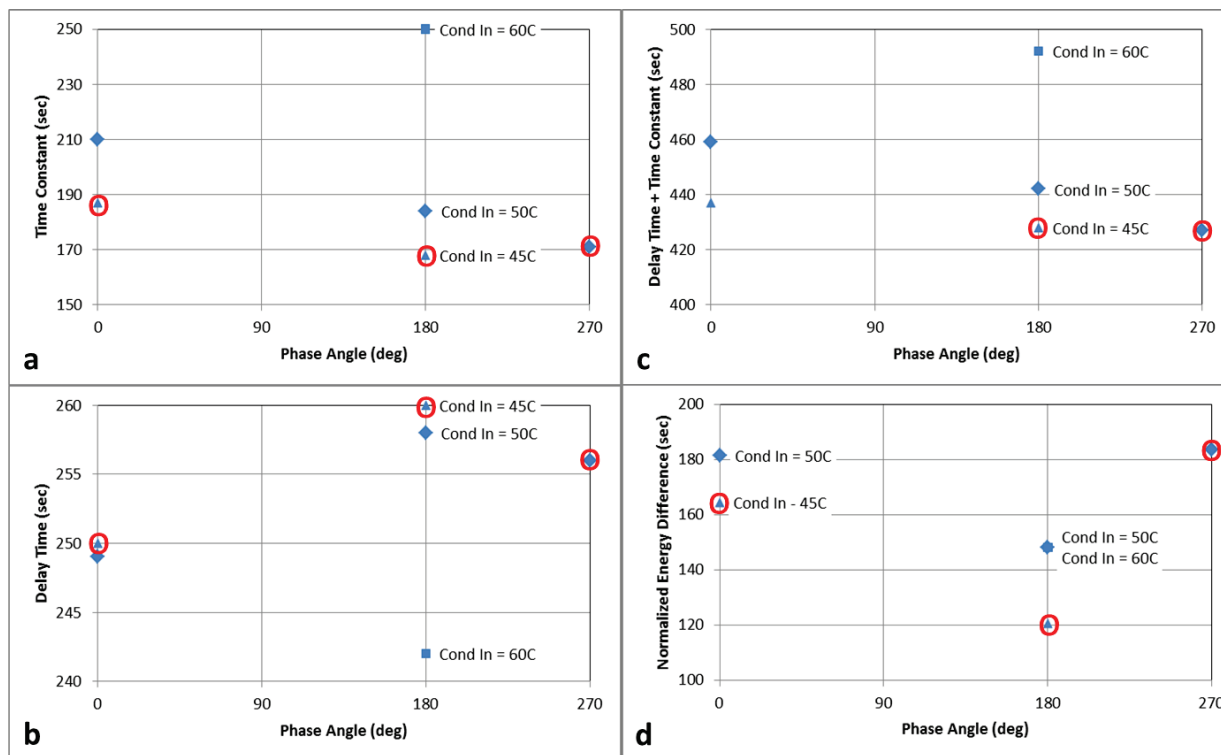 250
230
210
190
170
150
Time Constant (sec)
Cond In = 60C
Cond In = 50C
Cond In = 45C
0
90
180
270
Phase Angle (deg)
a
500
480
460
440
420
400
Delay Time + Time Constant (sec)
Cond In = 60C
Cond In = 50C
Cond In = 45C
0
90
180
270
Phase Angle (deg)
c
260
255
250
245
240
Delay Time (sec)
Cond In = 45C
Cond In = 50C
Cond In = 60C
0
90
180
270
Phase Angle (deg)
b
200
180
160
140
120
100
Normalized Energy Difference (sec)
Cond In = 50C
Cond In - 45C
Cond In = 50C
Cond In = 60C
0
90
180
270
Phase Angle (deg)
d